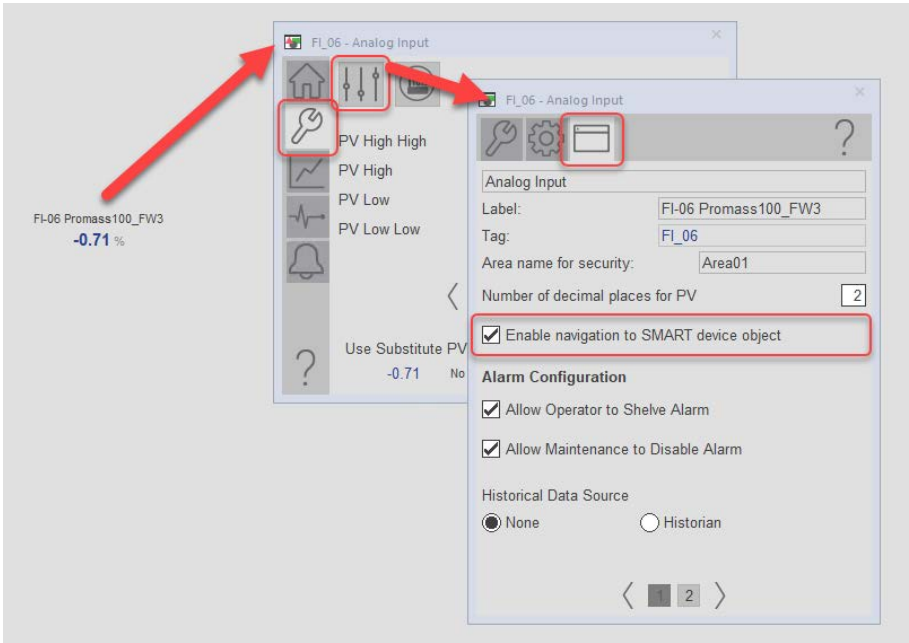 FI-06 Promass100_FW3
-0.71 %
FI_06 - Analog Input
PV High High
PV High
PV Low
PV Low Low
Use Substitute PV
-0.71 No
?
FI_06 - Analog Input
?
Analog Input
Label: FI-06 Promass100_FW3
Tag: FI_06
Area name for security: Area01
Number of decimal places for PV 2
Enable navigation to SMART device object
Alarm Configuration
Allow Operator to Shelve Alarm
Allow Maintenance to Disable Alarm
Historical Data Source
None Historian
1 2